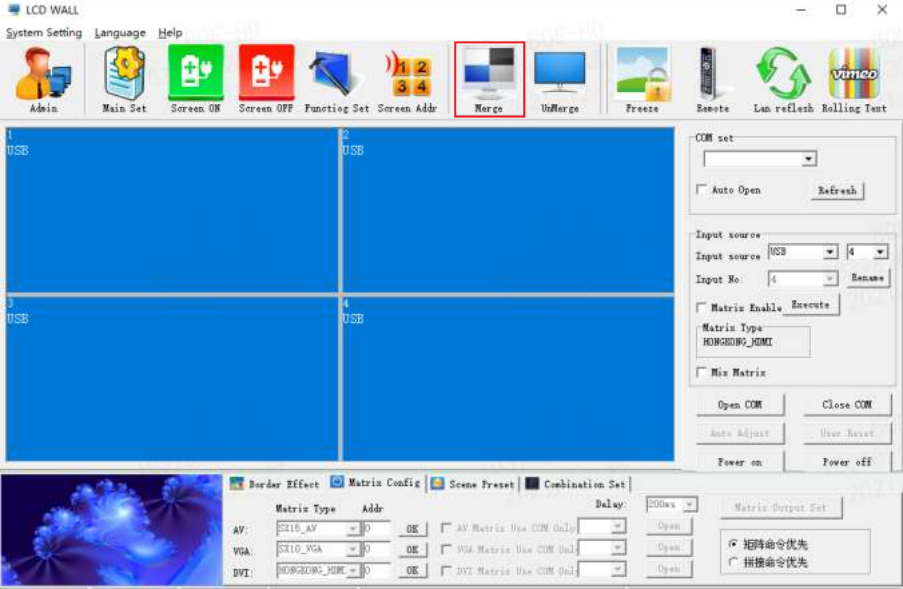 LCD WALL
System Setting Language Help
1 2
3 4
vimeo
Admin Main Set Screen ON Screen OFF Functiog Set Screen Addr Merge UnMerge Freeze Remote Lan reflesh Rolling Text
1
USB
2
USB
3
USB
4
USB
COM set
Auto Open Refresh
Input source
Input source USB 4
Input No: 4 Rename
Matrix Enable Execute
Matrix Type
HONGKONG_HDMI
Mix Matrix
Open COM Close COM
Auto Adjust User Reset
Power on Power off
Border Effect Matrix Config Scene Preset Combination Set
Matrix Type Addr Delay: 200ms Matrix Output Set
AV: SX15_AV 0 OK AV Matrix Use COM Only Open
VGA: SX10_VGA 0 OK VGA Matrix Use COM Only Open
DVI: HONGKONG_HDMI 0 OK DVI Matrix Use COM Only Open
矩阵命令优先
拼接命令优先